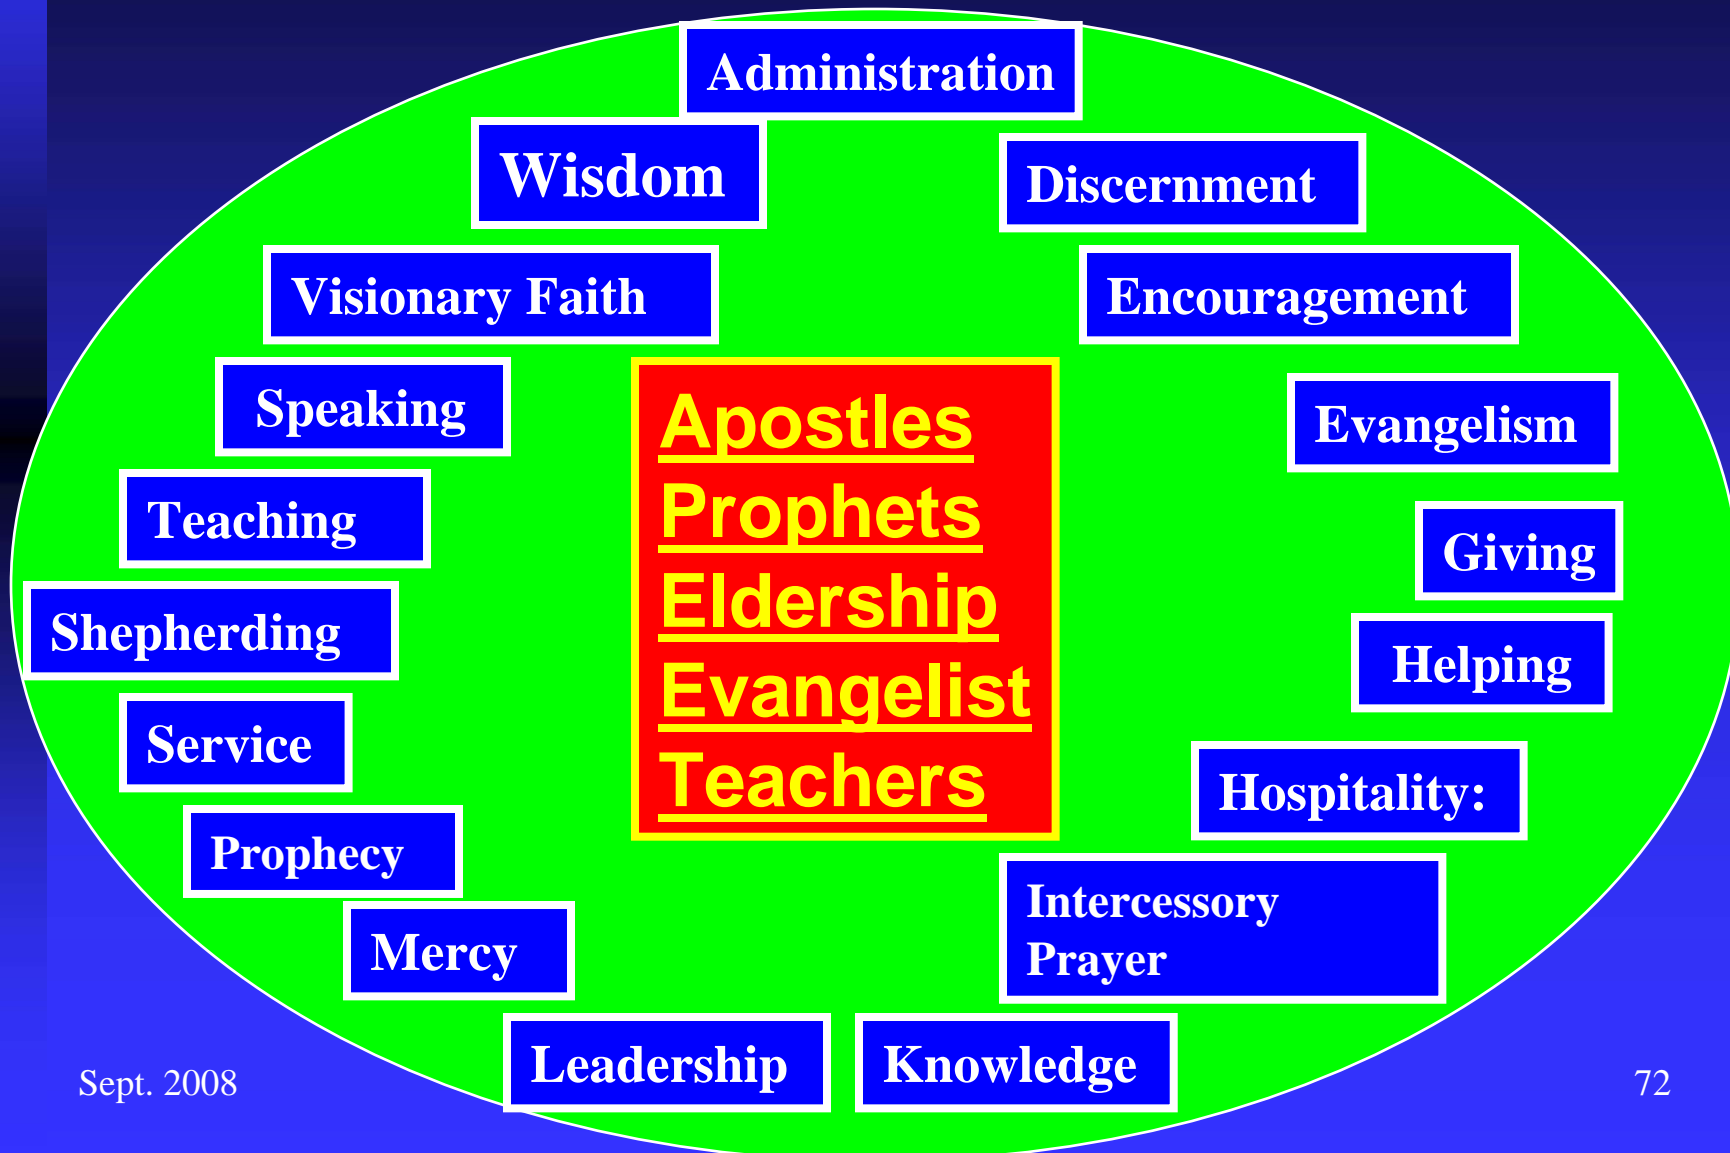 Administration
Wisdom
Discernment
Visionary Faith
Encouragement
Speaking
Apostles
Prophets
Eldership
Evangelist
Teachers
Evangelism
Teaching
Giving
Shepherding
Helping
Service
Hospitality:
Prophecy
Intercessory
Prayer
Mercy
Leadership
Knowledge
Sept. 2008
72